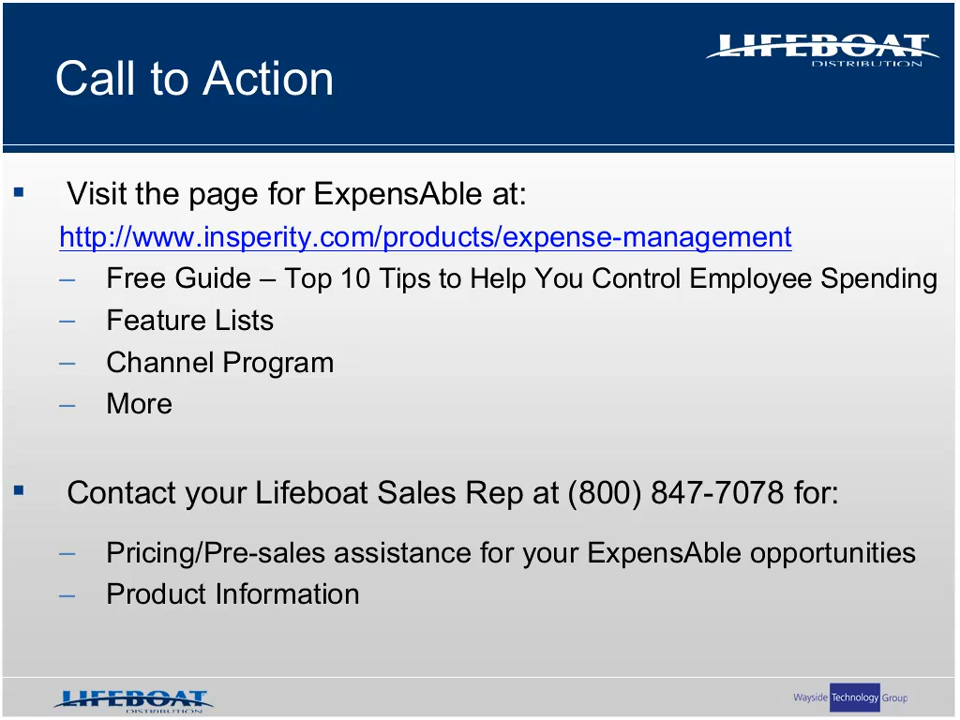 LIFEBOAT
DISTRIBUTION
Call to Action
▪ Visit the page for ExpensAble at:
http://www.insperity.com/products/expense-management
– Free Guide – Top 10 Tips to Help You Control Employee Spending
– Feature Lists
– Channel Program
– More
▪ Contact your Lifeboat Sales Rep at (800) 847-7078 for:
– Pricing/Pre-sales assistance for your ExpensAble opportunities
– Product Information
LIFEBOAT
DISTRIBUTION
Wayside Technology Group